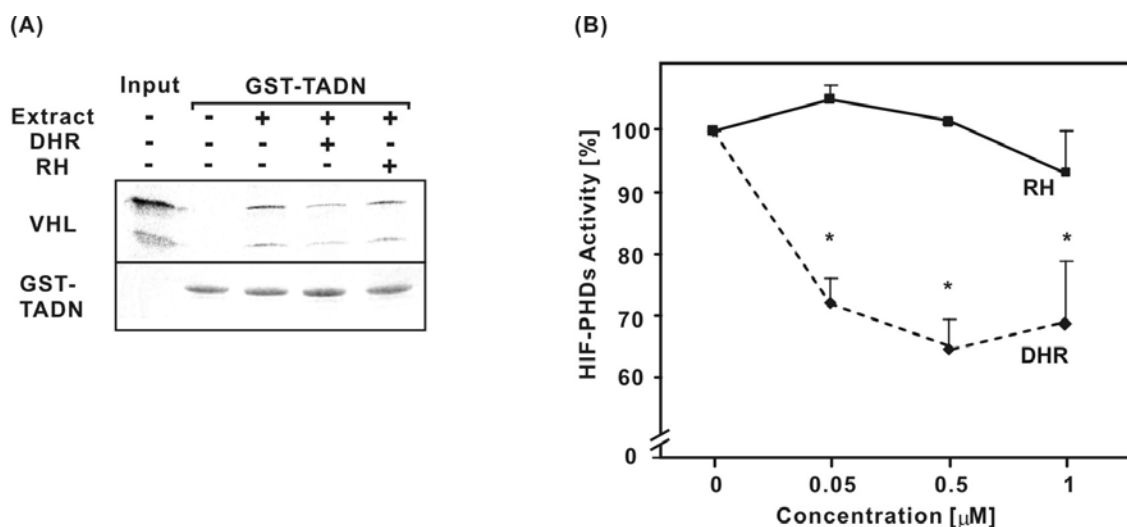 (A)
Input GST-TADN
Extract - - + + +
DHR - - - + -
RH - - - - +
VHL
GST-
TADN
(B)
HIF-PHDs Activity [%]
100
90
80
70
60
0
* * *
RH
DHR
0 0.05 0.5 1
Concentration [µM]